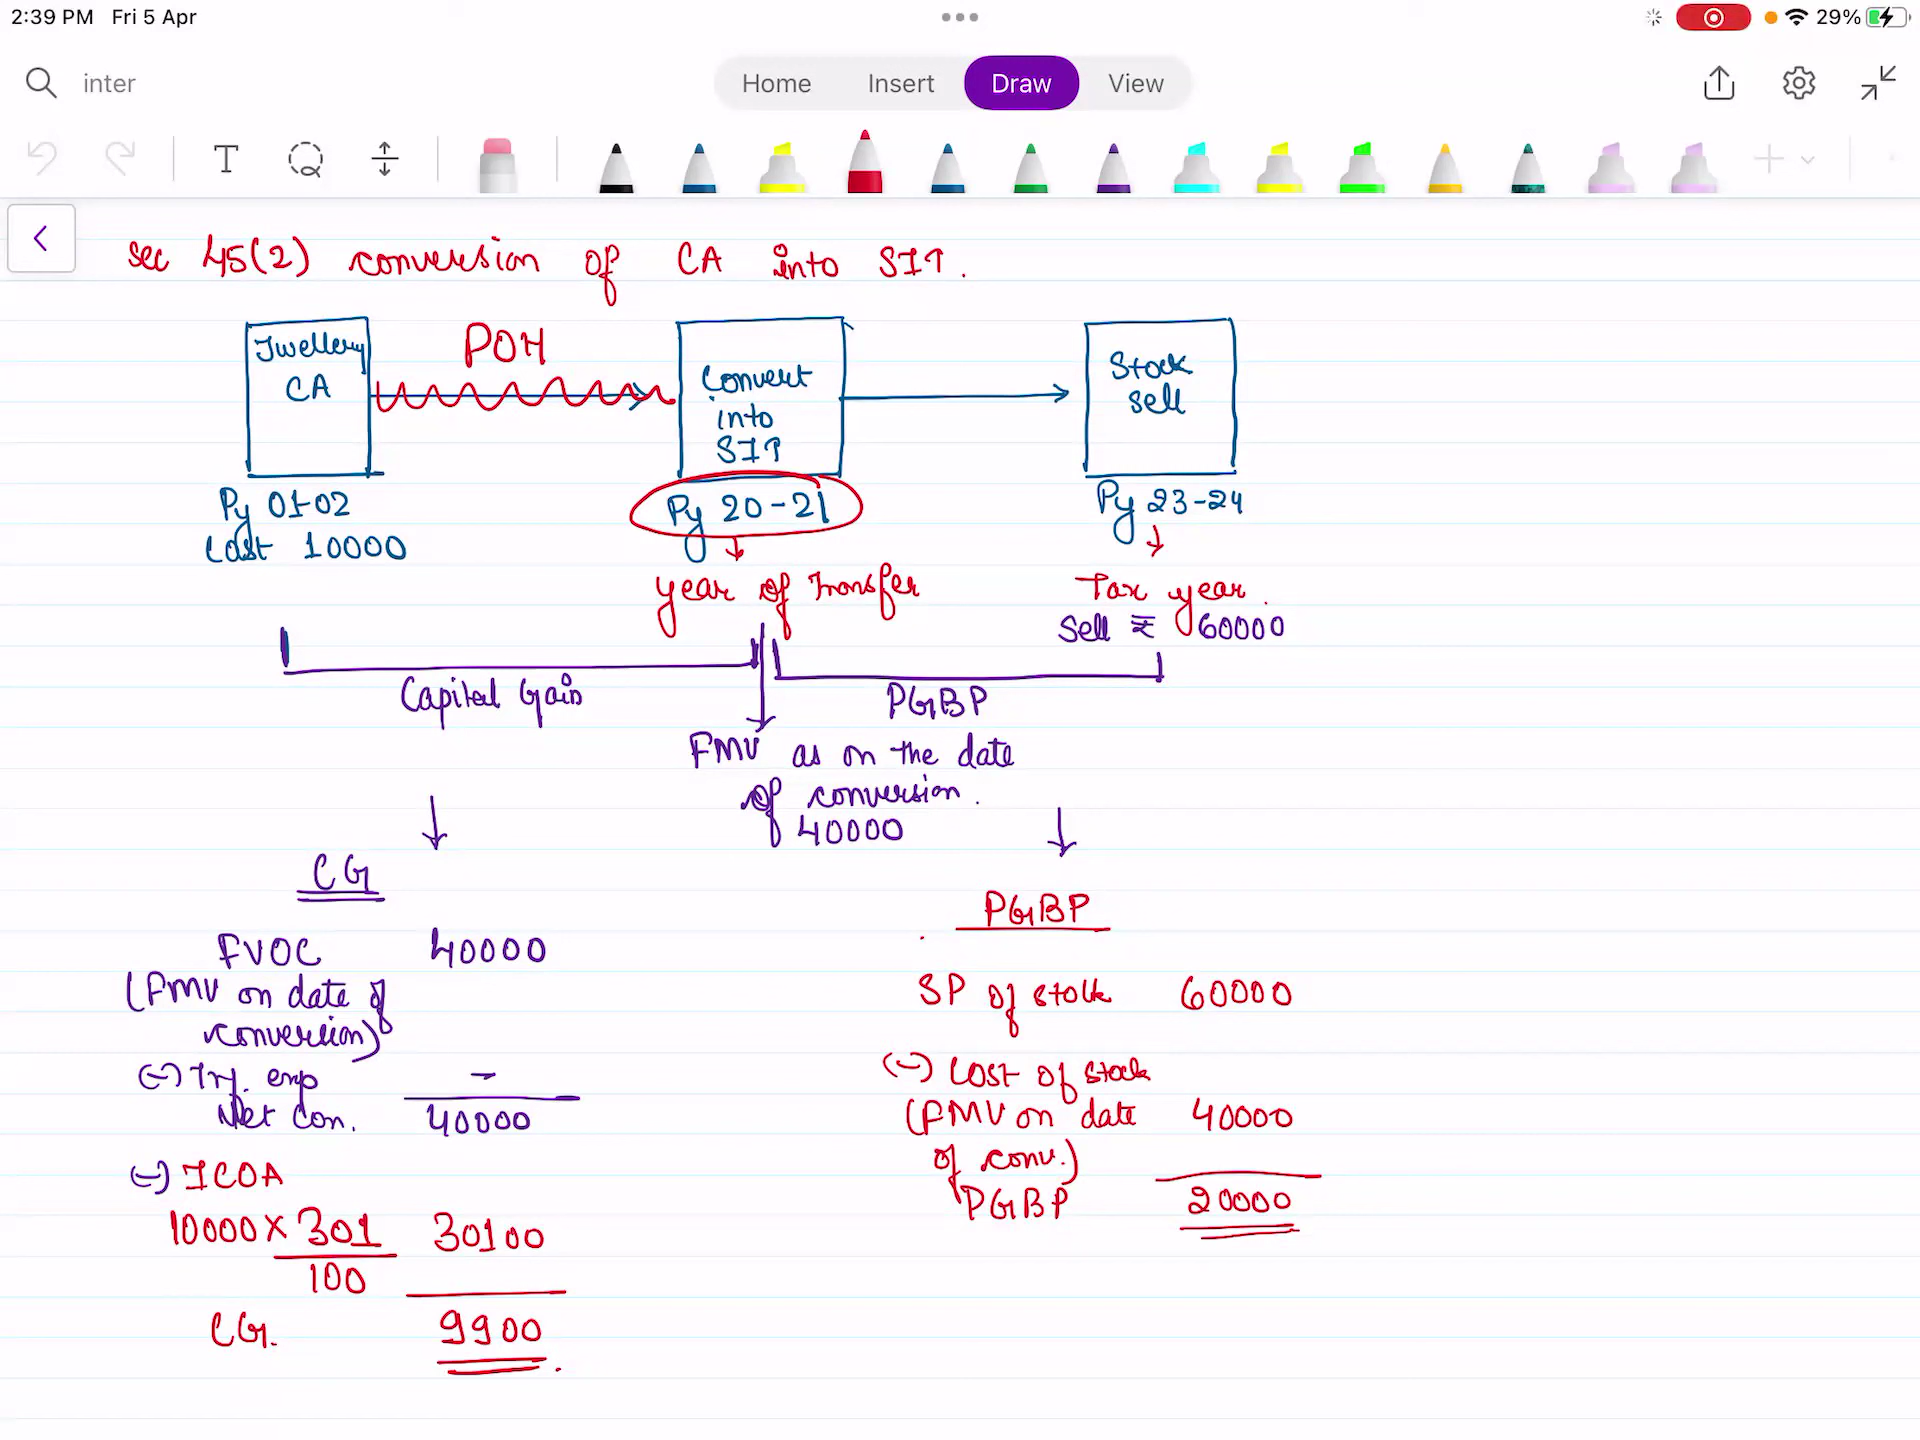 2:39 PM Fri 5 Apr
29%
inter
Home Insert Draw View
T
Sec 45(2) conversion of CA into SIT.
Jwellery
CA
POH
Convert
into
SIT
Stock
Sell
Py 01-02
Cost 10000
Py 20-21
Py 23-24
year of Transfer
Tax year.
Sell ₹ 60000
Capital Gain
PGBP
FMV as on the date
of conversion.
40000
CG
FVOC 40000
(FMV on date of
conversion)
(-) Trf. exp -
Net Con. 40000
(-) ICOA
10000 × 301 30100
100
CG. 9900
PGBP
SP of stock 60000
(-) Cost of stock
(FMV on date 40000
of conv.)
PGBP 20000